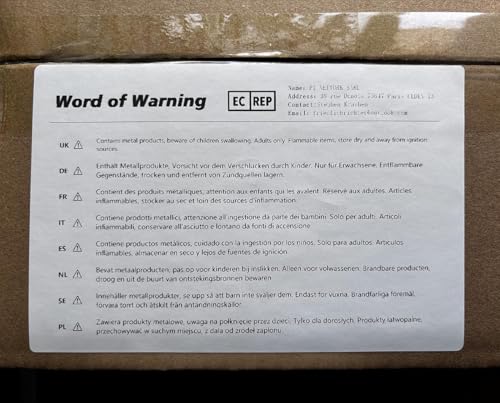 Word of Warning
EC REP
Name: PI NETWORK SARL
Address: 39 rue
Contact: Stephen
Email:
UK ⚠ Contains metal products, beware of children swallowing. Adults only. Flammable items, store dry and away from ignition
sources.
DE ⚠ Enthält Metallprodukte, Vorsicht vor dem Verschlucken durch Kinder. Nur für Erwachsene. Entflammbare
Gegenstände, trocken und entfernt von Zündquellen lagern.
FR ⚠ Contient des produits métalliques, attention aux enfants qui les avalent. Réservé aux adultes. Articles
inflammables, stocker au sec et loin des sources d'inflammation.
IT ⚠ Contiene prodotti metallici, attenzione all'ingestione da parte dei bambini. Solo per adulti. Articoli
infiammabili, conservare all'asciutto e lontano da fonti di accensione.
ES ⚠ Contiene productos metálicos, cuidado con la ingestión por los niños. Solo para adultos. Artículos
inflamables, almacenar en seco y lejos de fuentes de ignición.
NL ⚠ Bevat metaalproducten, pas op voor kinderen bij inslikken. Alleen voor volwassenen. Brandbare producten,
droog en uit de buurt van ontstekingsbronnen bewaren
SE ⚠ Innehåller metallprodukter, se upp så att barn inte sväljer dem. Endast för vuxna. Brandfarliga föremål,
förvara torrt och åtskilt från antändningskällor.
PL ⚠ Zawiera produkty metalowe, uwaga na połknięcie przez dzieci. Tylko dla dorosłych. Produkty łatwopalne,
przechowywać w suchym miejscu, z dala od źródeł zapłonu.